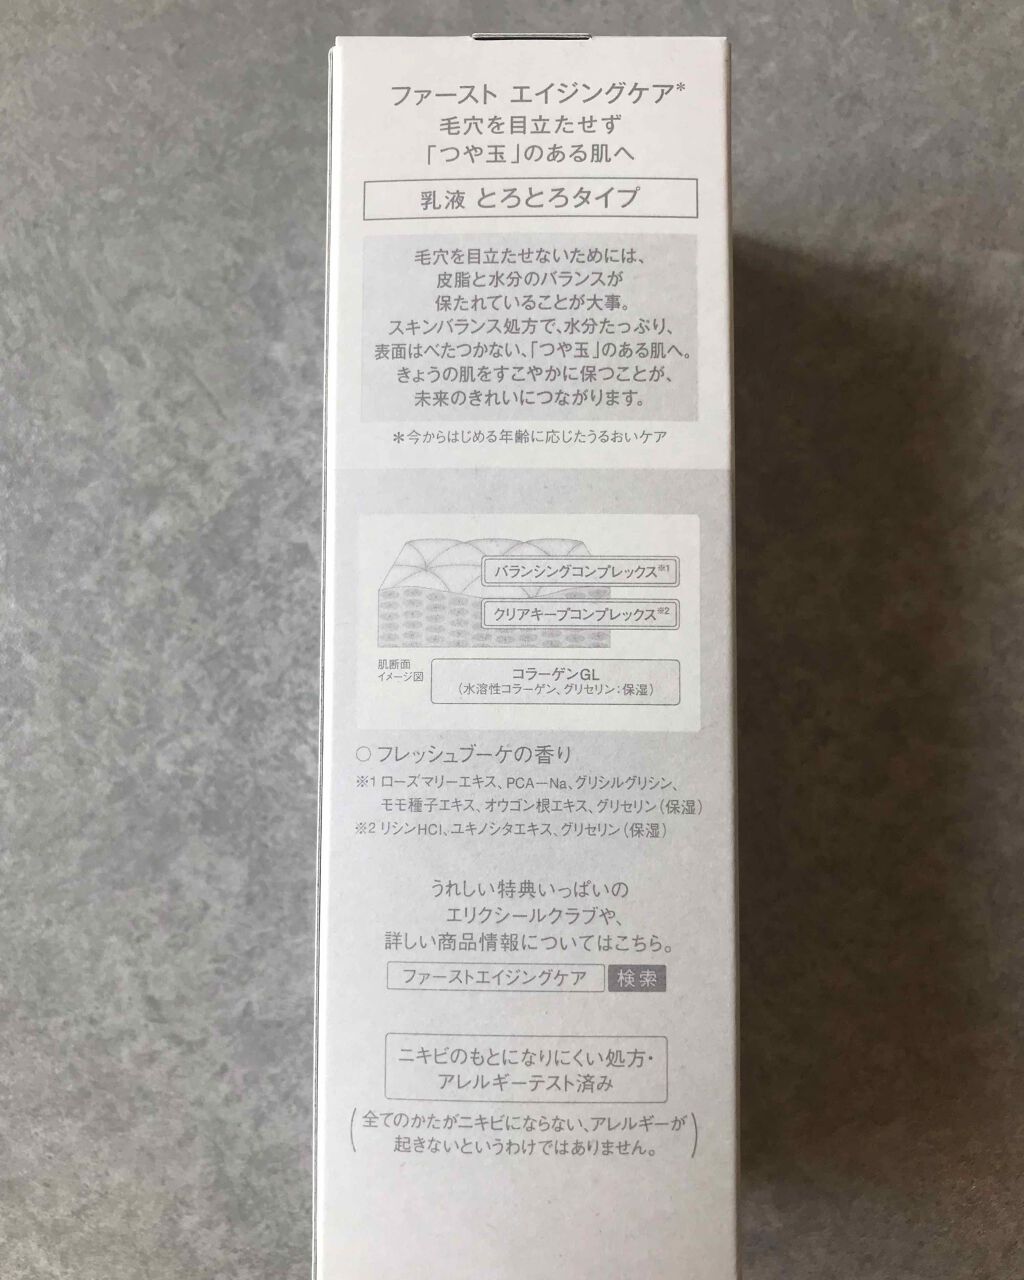 ファースト エイジングケア*
毛穴を目立たせず
「つや玉」のある肌へ
乳液 とろとろタイプ
毛穴を目立たせないためには、
皮脂と水分のバランスが
保たれていることが大事。
スキンバランス処方で、水分たっぷり、
表面はべたつかない、「つや玉」のある肌へ。
きょうの肌をすこやかに保つことが、
未来のきれいにつながります。
*今からはじめる年齢に応じたうるおいケア
バランシングコンプレックス※1
クリアキープコンプレックス※2
肌断面
イメージ図
コラーゲンGL
(水溶性コラーゲン、グリセリン:保湿)
○ フレッシュブーケの香り
※1 ローズマリーエキス、PCA-Na、グリシルグリシン、
モモ種子エキス、オウゴン根エキス、グリセリン(保湿)
※2 リシンHCl、ユキノシタエキス、グリセリン(保湿)
うれしい特典いっぱいの
エリクシールクラブや、
詳しい商品情報についてはこちら。
ファーストエイジングケア 検索
ニキビのもとになりにくい処方・
アレルギーテスト済み
(全てのかたがニキビにならない、アレルギーが
起きないというわけではありません。)